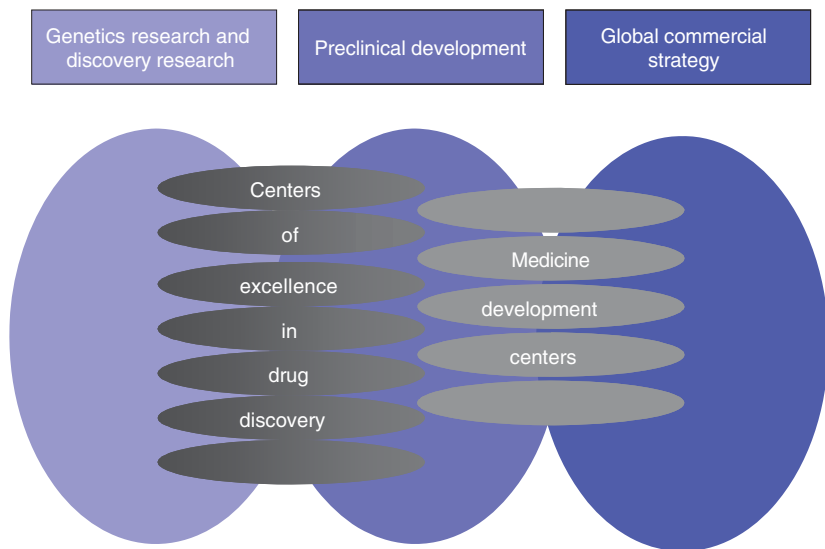 Genetics research and
discovery research
Preclinical development
Global commercial
strategy
Centers
of
excellence
in
drug
discovery
Medicine
development
centers